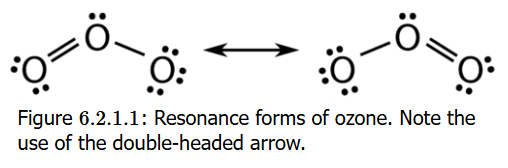 O O O O O O
Figure 6.2.1.1: Resonance forms of ozone. Note the
use of the double-headed arrow.